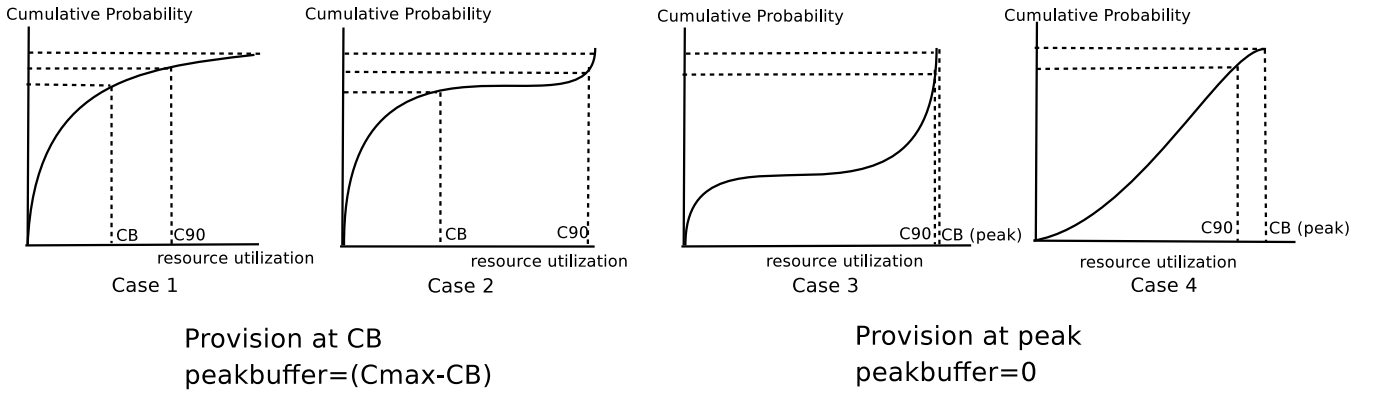 Cumulative Probability
CB
C90
resource utilization
Case 1
Cumulative Probability
CB
C90
resource utilization
Case 2
Provision at CB
peakbuffer=(Cmax-CB)
Cumulative Probability
C90
CB (peak)
resource utilization
Case 3
Cumulative Probability
C90
CB (peak)
resource utilization
Case 4
Provision at peak
peakbuffer=0